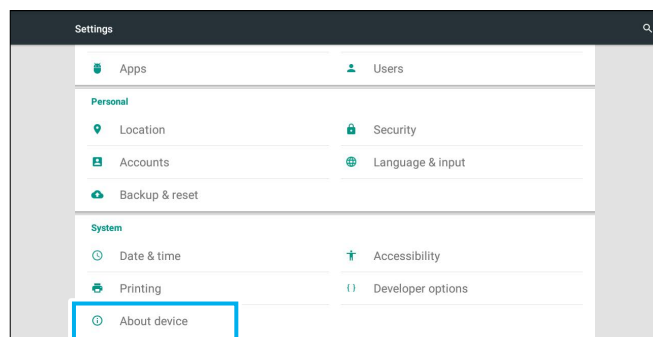 Settings
Apps
Users
Personal
Location
Security
Accounts
Language & input
Backup & reset
System
Date & time
Accessibility
Printing
Developer options
About device